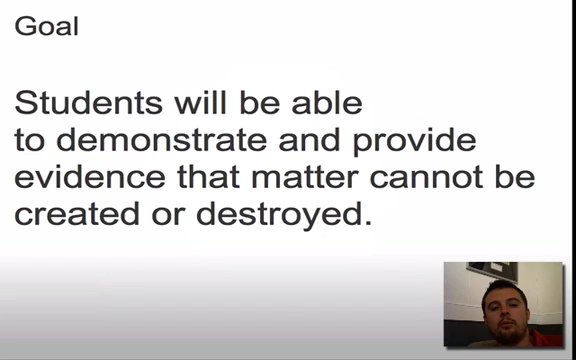 Goal
Students will be able
to demonstrate and provide
evidence that matter cannot be
created or destroyed.